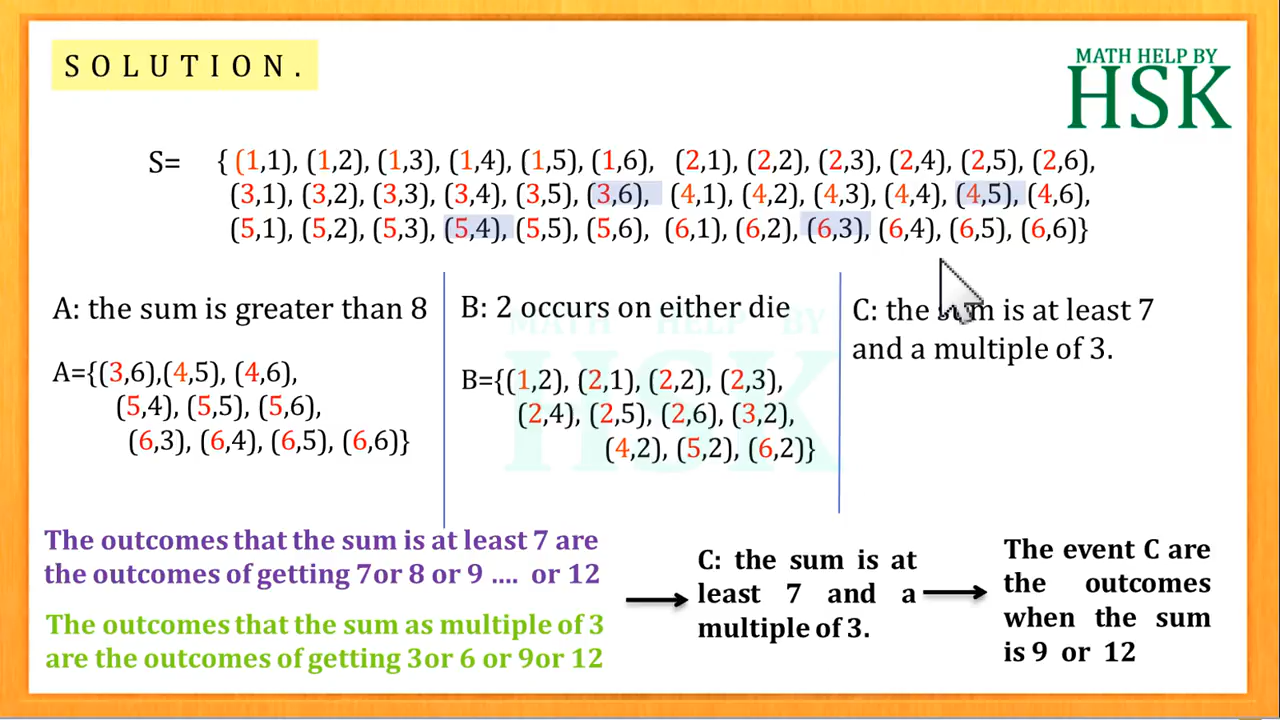 SOLUTION.
MATH HELP BY
HSK
S= { (1,1), (1,2), (1,3), (1,4), (1,5), (1,6), (2,1), (2,2), (2,3), (2,4), (2,5), (2,6),
(3,1), (3,2), (3,3), (3,4), (3,5), (3,6), (4,1), (4,2), (4,3), (4,4), (4,5), (4,6),
(5,1), (5,2), (5,3), (5,4), (5,5), (5,6), (6,1), (6,2), (6,3), (6,4), (6,5), (6,6)}
A: the sum is greater than 8
A={(3,6),(4,5), (4,6),
(5,4), (5,5), (5,6),
(6,3), (6,4), (6,5), (6,6)}
B: 2 occurs on either die
B={(1,2), (2,1), (2,2), (2,3),
(2,4), (2,5), (2,6), (3,2),
(4,2), (5,2), (6,2)}
MATH HELP BY
HSK
C: the sum is at least 7
and a multiple of 3.
The outcomes that the sum is at least 7 are
the outcomes of getting 7or 8 or 9 .... or 12
The outcomes that the sum as multiple of 3
are the outcomes of getting 3or 6 or 9or 12
C: the sum is at
least 7 and a
multiple of 3.
The event C are
the outcomes
when the sum
is 9 or 12